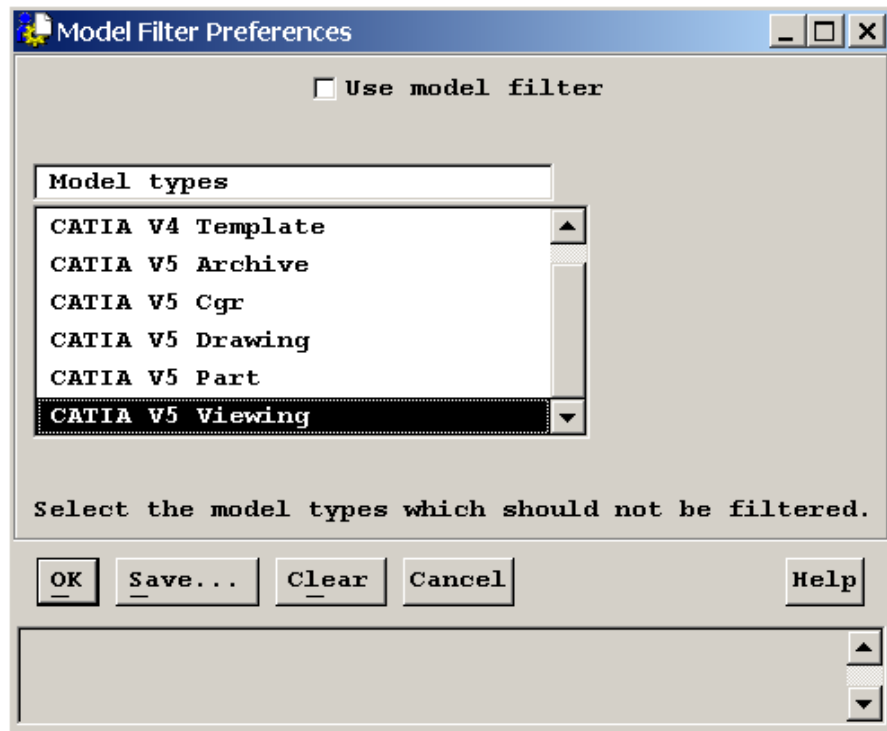 Model Filter Preferences
Use model filter
Model types
CATIA V4 Template
CATIA V5 Archive
CATIA V5 Cgr
CATIA V5 Drawing
CATIA V5 Part
CATIA V5 Viewing
Select the model types which should not be filtered.
OK Save... Clear Cancel Help